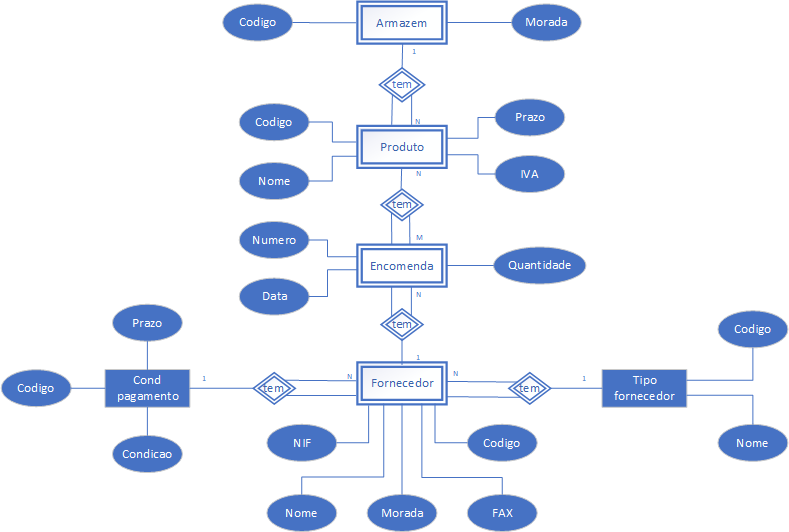 Codigo
Armazem
Morada
1
tem
Codigo
Prazo
N
Produto
Nome
IVA
N
tem
Numero
M
Encomenda
Quantidade
Data
N
tem
Prazo
Codigo
1
Codigo
Cond
pagamento
1
tem
N
Fornecedor
N
tem
1
Tipo
fornecedor
Condicao
NIF
Codigo
Nome
Nome
Morada
FAX